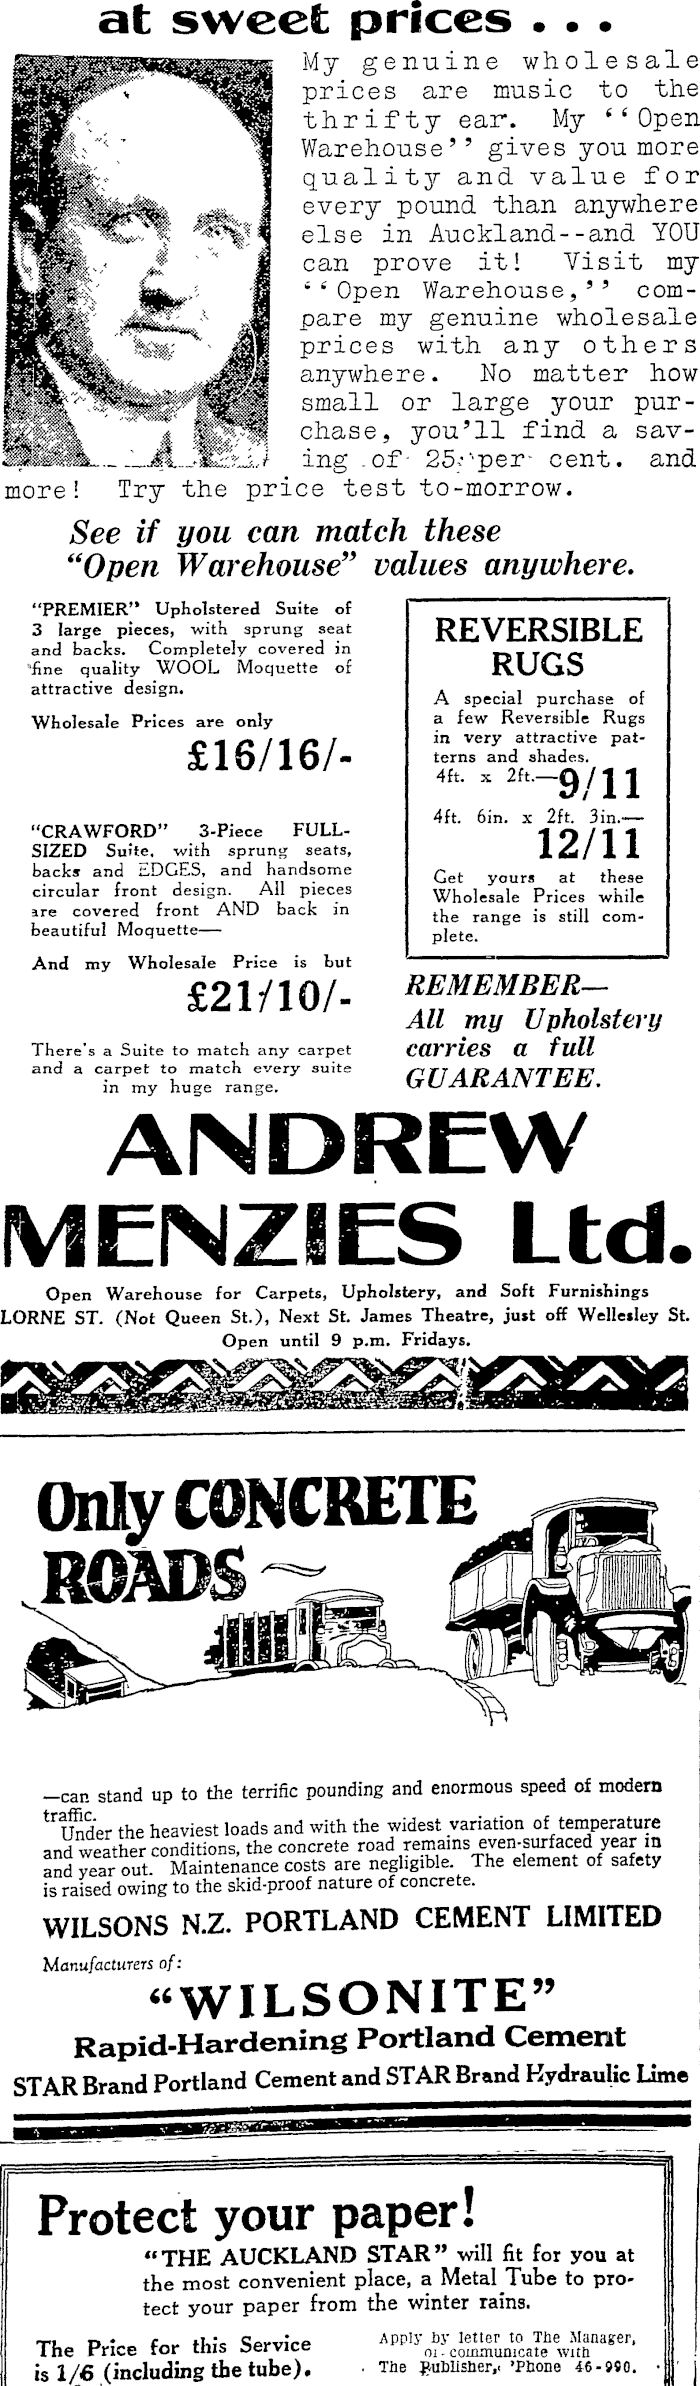 at sweet prices . . .
My genuine wholesale
prices are music to the
thrifty ear. My ‘‘Open
Warehouse’’ gives you more
quality and value for
every pound than anywhere
else in Auckland--and YOU
can prove it! Visit my
‘‘Open Warehouse,’’ com-
pare my genuine wholesale
prices with any others
anywhere. No matter how
small or large your pur-
chase, you’ll find a sav-
ing of 25 per cent. and
more! Try the price test to-morrow.
See if you can match these
“Open Warehouse” values anywhere.
“PREMIER” Upholstered Suite of
3 large pieces, with sprung seat
and backs. Completely covered in
fine quality WOOL Moquette of
attractive design.
Wholesale Prices are only
£16/16/-
“CRAWFORD” 3-Piece FULL-
SIZED Suite, with sprung seats,
backs and EDGES, and handsome
circular front design. All pieces
are covered front AND back in
beautiful Moquette—
And my Wholesale Price is but
£21/10/-
There’s a Suite to match any carpet
and a carpet to match every suite
in my huge range.
REVERSIBLE
RUGS
A special purchase of
a few Reversible Rugs
in very attractive pat-
terns and shades.
4ft. x 2ft.—9/11
4ft. 6in. x 2ft. 3in.—
12/11
Get yours at these
Wholesale Prices while
the range is still com-
plete.
REMEMBER—
All my Upholstery
carries a full
GUARANTEE.
ANDREW
MENZIES Ltd.
Open Warehouse for Carpets, Upholstery, and Soft Furnishings
LORNE ST. (Not Queen St.), Next St. James Theatre, just off Wellesley St.
Open until 9 p.m. Fridays.
Only CONCRETE
ROADS
—can stand up to the terrific pounding and enormous speed of modern
traffic.
Under the heaviest loads and with the widest variation of temperature
and weather conditions, the concrete road remains even-surfaced year in
and year out. Maintenance costs are negligible. The element of safety
is raised owing to the skid-proof nature of concrete.
WILSONS N.Z. PORTLAND CEMENT LIMITED
Manufacturers of:
“WILSONITE”
Rapid-Hardening Portland Cement
STAR Brand Portland Cement and STAR Brand Hydraulic Lime
Protect your paper!
“THE AUCKLAND STAR” will fit for you at
the most convenient place, a Metal Tube to pro-
tect your paper from the winter rains.
The Price for this Service
is 1/6 (including the tube).
Apply by letter to The Manager,
or communicate with
The Publisher, ’Phone 46-990.